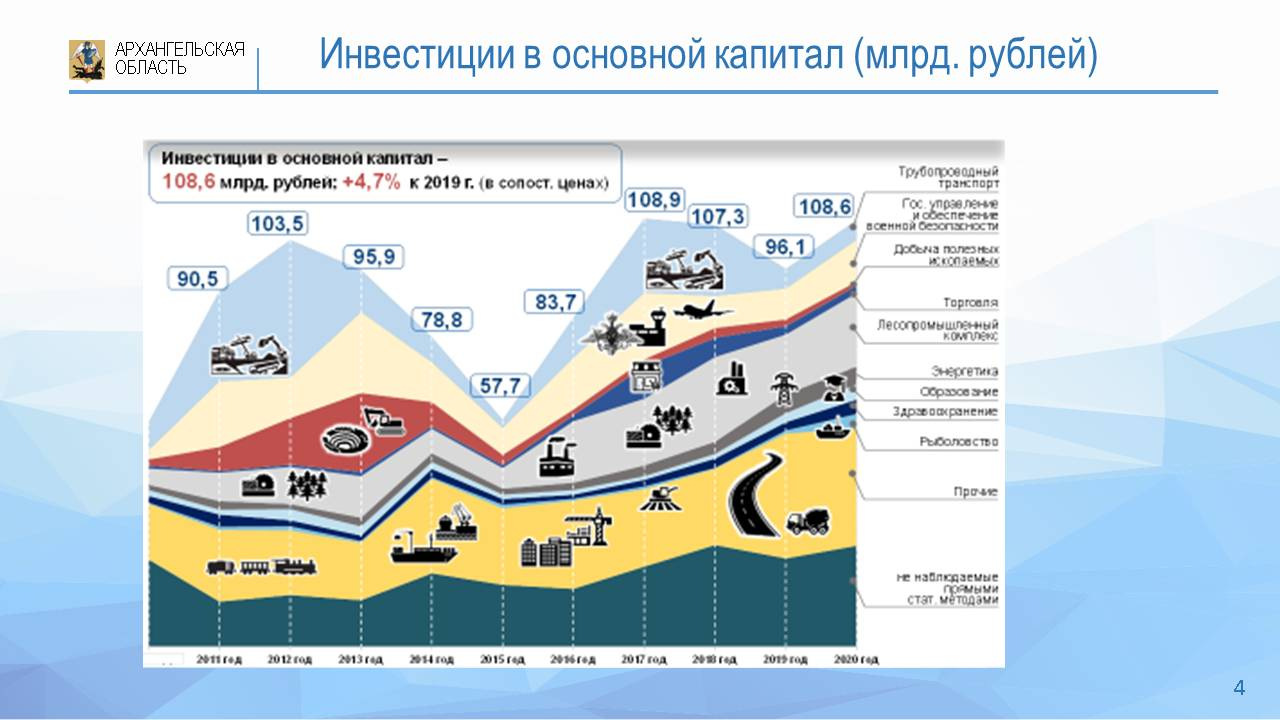 АРХАНГЕЛЬСКАЯ
ОБЛАСТЬ
Инвестиции в основной капитал (млрд. рублей)
Инвестиции в основной капитал –
108,6 млрд. рублей; +4,7% к 2019 г. (в сопост. ценах)
90,5
103,5
95,9
78,8
57,7
83,7
108,9
107,3
96,1
108,6
Трубопроводный
транспорт
Гос. управление
и обеспечение
военной безопасности
Добыча полезных
ископаемых
Торговля
Лесопромышленный
комплекс
Энергетика
Образование
Здравоохранение
Рыболовство
Прочие
не наблюдаемые
прямыми
стат. методами
2011 год
2012 год
2013 год
2014 год
2015 год
2016 год
2017 год
2018 год
2019 год
2020 год
4